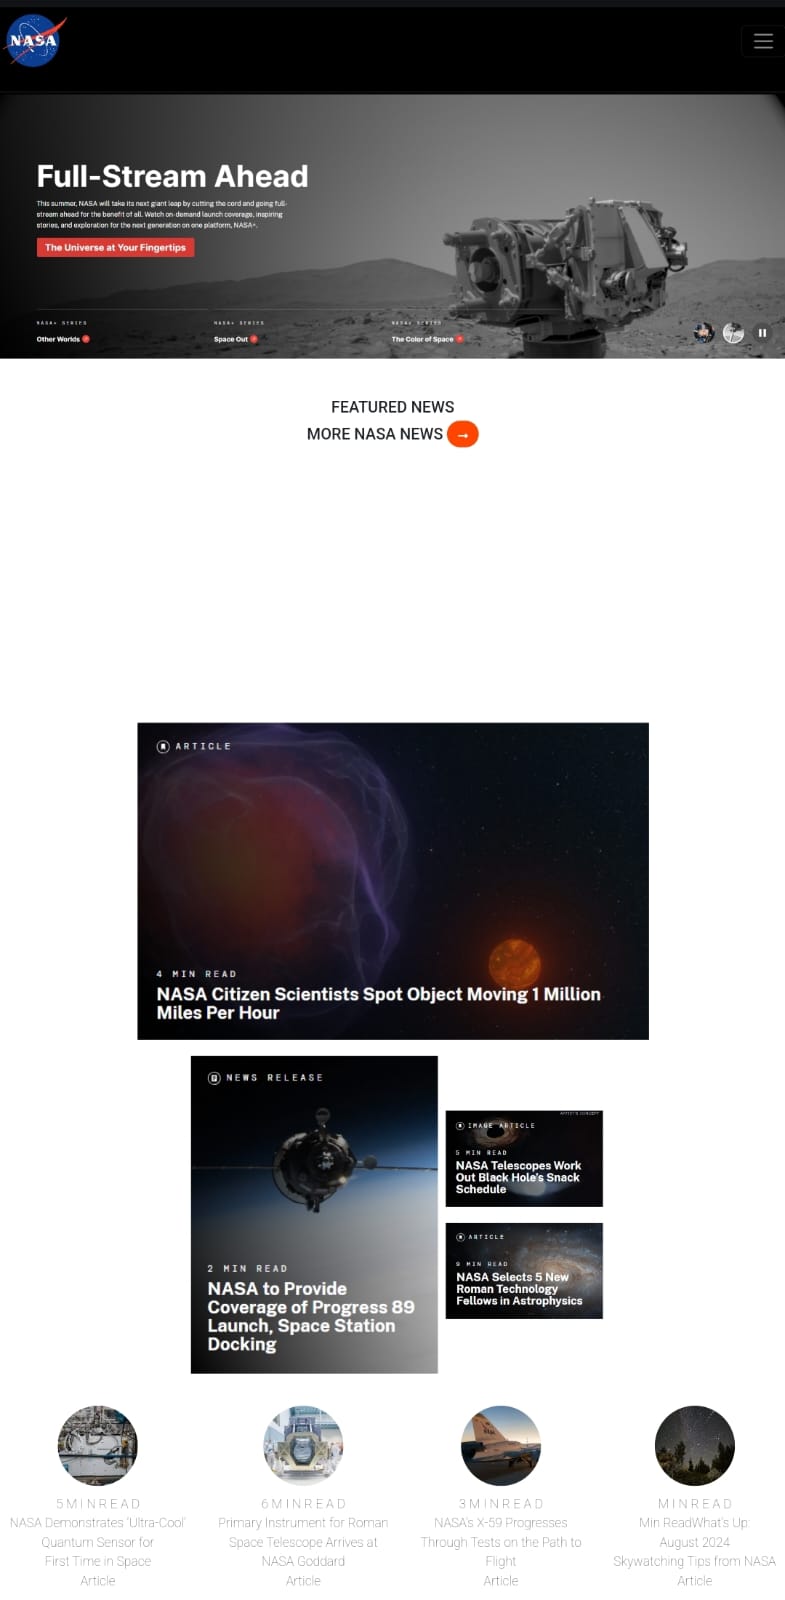 NASA
Full-Stream Ahead
This summer, NASA will take its next giant leap by cutting the cord and going full-
stream ahead for the benefit of all. Watch on-demand launch coverage, inspiring
stories, and exploration for the next generation on one platform, NASA+.
The Universe at Your Fingertips
NASA+ SERIES
Other Worlds
NASA+ SERIES
Space Out
NASA+ SERIES
The Color of Space
FEATURED NEWS
MORE NASA NEWS →
ARTICLE
4 MIN READ
NASA Citizen Scientists Spot Object Moving 1 Million
Miles Per Hour
NEWS RELEASE
2 MIN READ
NASA to Provide
Coverage of Progress 89
Launch, Space Station
Docking
ARTIST'S CONCEPT
IMAGE ARTICLE
5 MIN READ
NASA Telescopes Work
Out Black Hole's Snack
Schedule
ARTICLE
9 MIN READ
NASA Selects 5 New
Roman Technology
Fellows in Astrophysics
5 M I N R E A D
NASA Demonstrates 'Ultra-Cool'
Quantum Sensor for
First Time in Space
Article
6 M I N R E A D
Primary Instrument for Roman
Space Telescope Arrives at
NASA Goddard
Article
3 M I N R E A D
NASA's X-59 Progresses
Through Tests on the Path to
Flight
Article
M I N R E A D
Min ReadWhat's Up:
August 2024
Skywatching Tips from NASA
Article